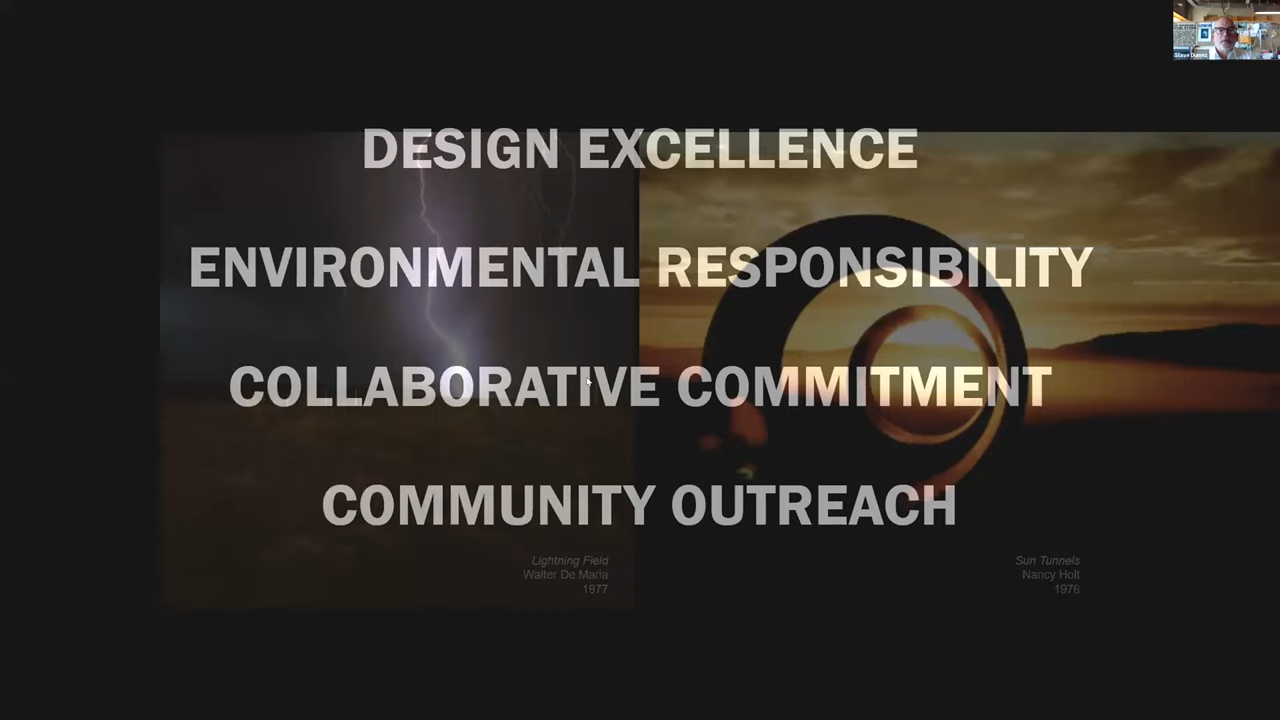 DESIGN EXCELLENCE
ENVIRONMENTAL RESPONSIBILITY
COLLABORATIVE COMMITMENT
COMMUNITY OUTREACH
Lightning Field
Walter De Maria
1977
Sun Tunnels
Nancy Holt
1976